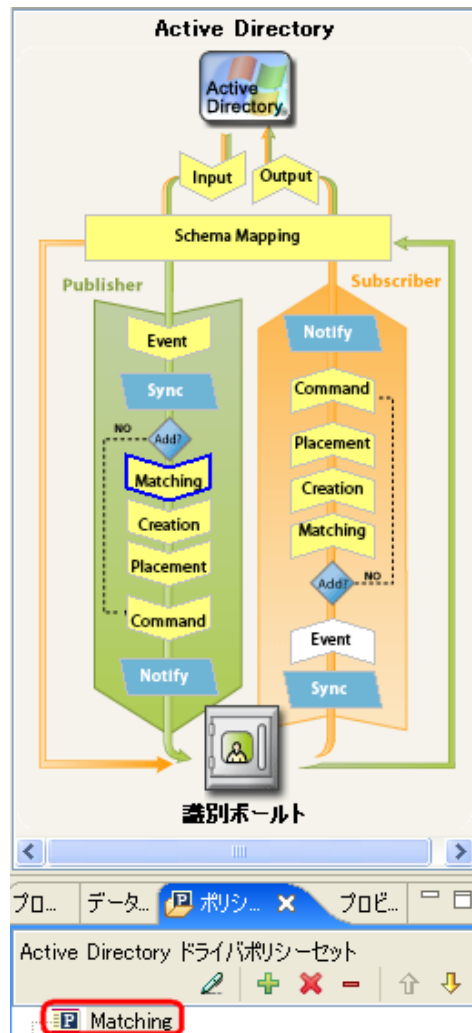 Active Directory
Active
Directory
Input
Output
Schema Mapping
Publisher
Subscriber
Event
Sync
NO
Add?
Matching
Creation
Placement
Command
Notify
Notify
Command
Placement
Creation
Matching
Add?
NO
Event
Sync
識別ボールト
プロ...
データ...
ポリシ...
プロビ...
Active Directory ドライバポリシーセット
Matching